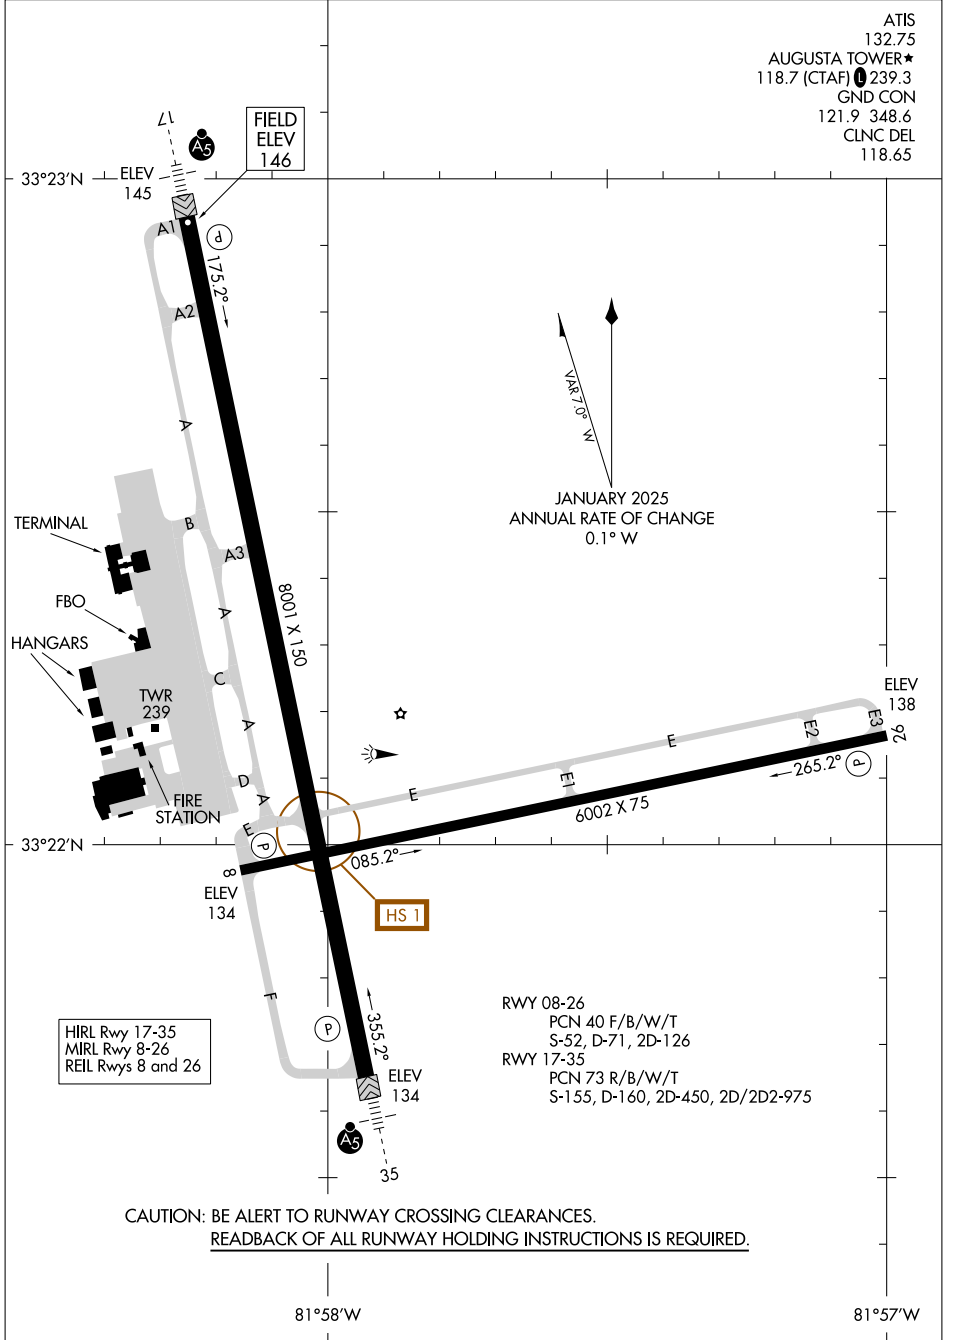 ATIS
132.75
AUGUSTA TOWER★
118.7 (CTAF) L 239.3
GND CON
121.9 348.6
CLNC DEL
118.65
17
A5
FIELD
ELEV
146
33°23'N
ELEV
145
A1
P
175.2°
A2
VAR 7.0° W
A
JANUARY 2025
ANNUAL RATE OF CHANGE
0.1° W
TERMINAL
B
A3
8001 X 150
FBO
A
HANGARS
C
TWR
239
A
ELEV
138
E3
26
E2
E
265.2°
P
D
A
E1
E
6002 X 75
FIRE
STATION
E
P
33°22'N
085.2°
8
ELEV
134
HS 1
F
RWY 08-26
PCN 40 F/B/W/T
S-52, D-71, 2D-126
RWY 17-35
PCN 73 R/B/W/T
S-155, D-160, 2D-450, 2D/2D2-975
HIRL Rwy 17-35
MIRL Rwy 8-26
REIL Rwys 8 and 26
P
355.2°
ELEV
134
A5
35
CAUTION: BE ALERT TO RUNWAY CROSSING CLEARANCES.
READBACK OF ALL RUNWAY HOLDING INSTRUCTIONS IS REQUIRED.
81°58'W
81°57'W